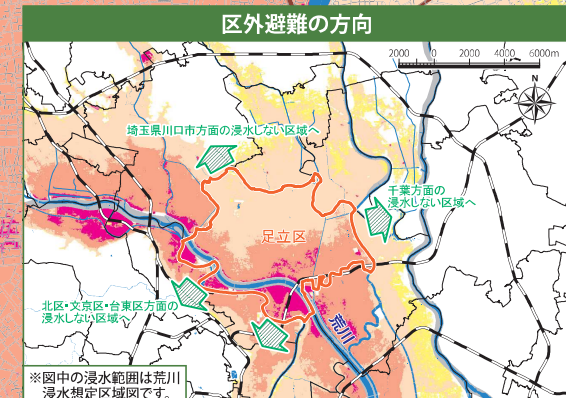 区外避難の方向
2000 0 2000 4000 6000m
N
埼玉県川口市方面の浸水しない区域へ
千葉方面の
浸水しない区域へ
足立区
北区・文京区・台東区方面の
浸水しない区域へ
荒川
※図中の浸水範囲は荒川
浸水想定区域図です。